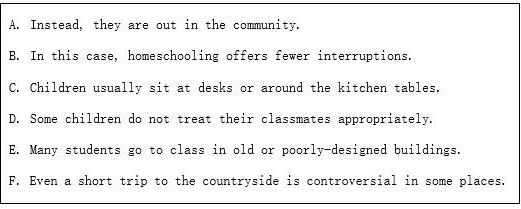 A. Instead, they are out in the community.
B. In this case, homeschooling offers fewer interruptions.
C. Children usually sit at desks or around the kitchen tables.
D. Some children do not treat their classmates appropriately.
E. Many students go to class in old or poorly-designed buildings.
F. Even a short trip to the countryside is controversial in some places.